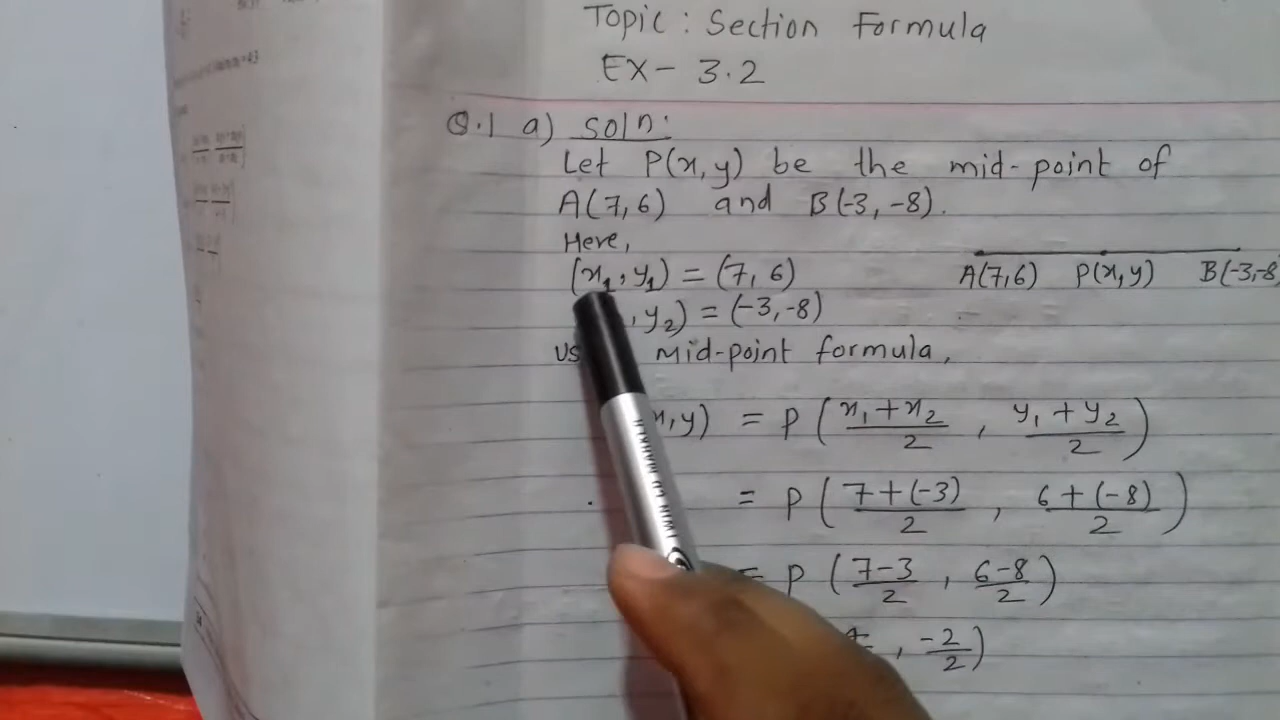 Topic : Section Formula
EX- 3.2
Q.1 a) Soln:
Let P(x, y) be the mid-point of
A(7, 6) and B(-3, -8).
Here,
(x₁, y₁) = (7, 6)
A(7,6) P(x,y) B(-3,-8
, y₂) = (-3, -8)
mid-point formula,
x, y) = P ( x₁ + x₂ / 2 , y₁ + y₂ / 2 )
= P ( 7 + (-3) / 2 , 6 + (-8) / 2 )
= P ( 7-3 / 2 , 6-8 / 2 )
, -2 / 2 )